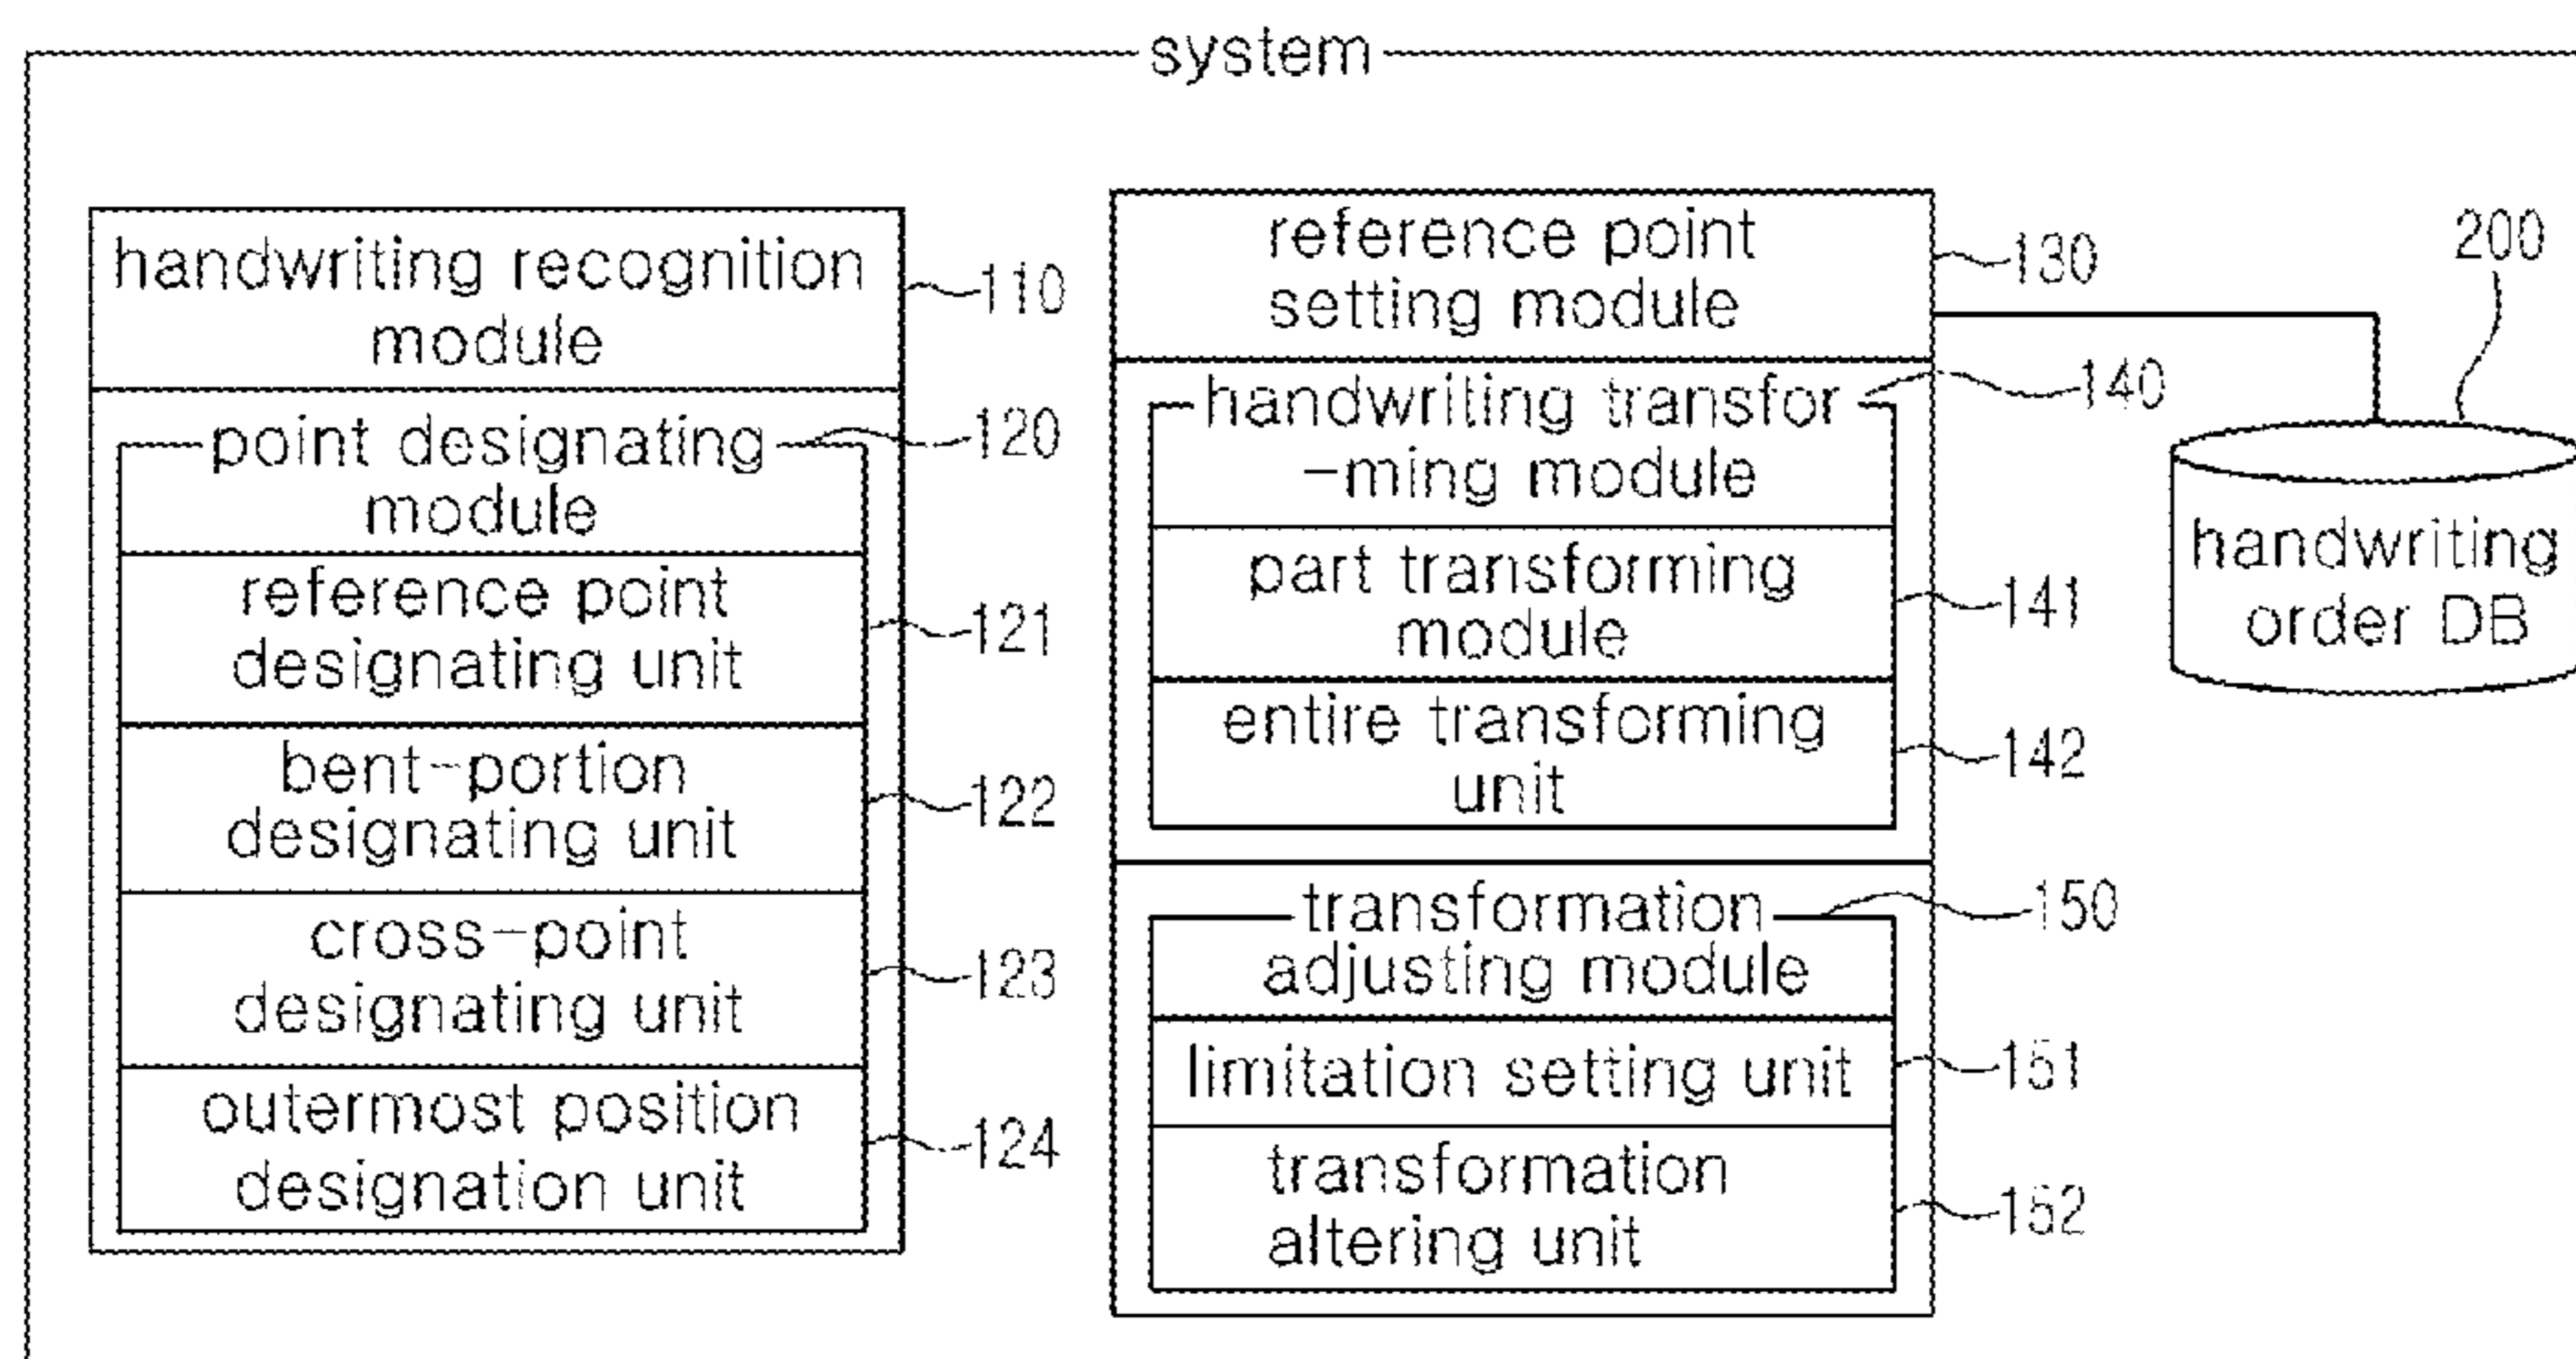 system
handwriting recognition
module
110
point designating
module
120
reference point
designating unit
121
bent-portion
designating unit
122
cross-point
designating unit
123
outermost position
designation unit
124
reference point
setting module
130
handwriting transfor
-ming module
140
part transforming
module
141
entire transforming
unit
142
transformation
adjusting module
150
limitation setting unit
151
transformation
altering unit
152
200
handwriting
order DB